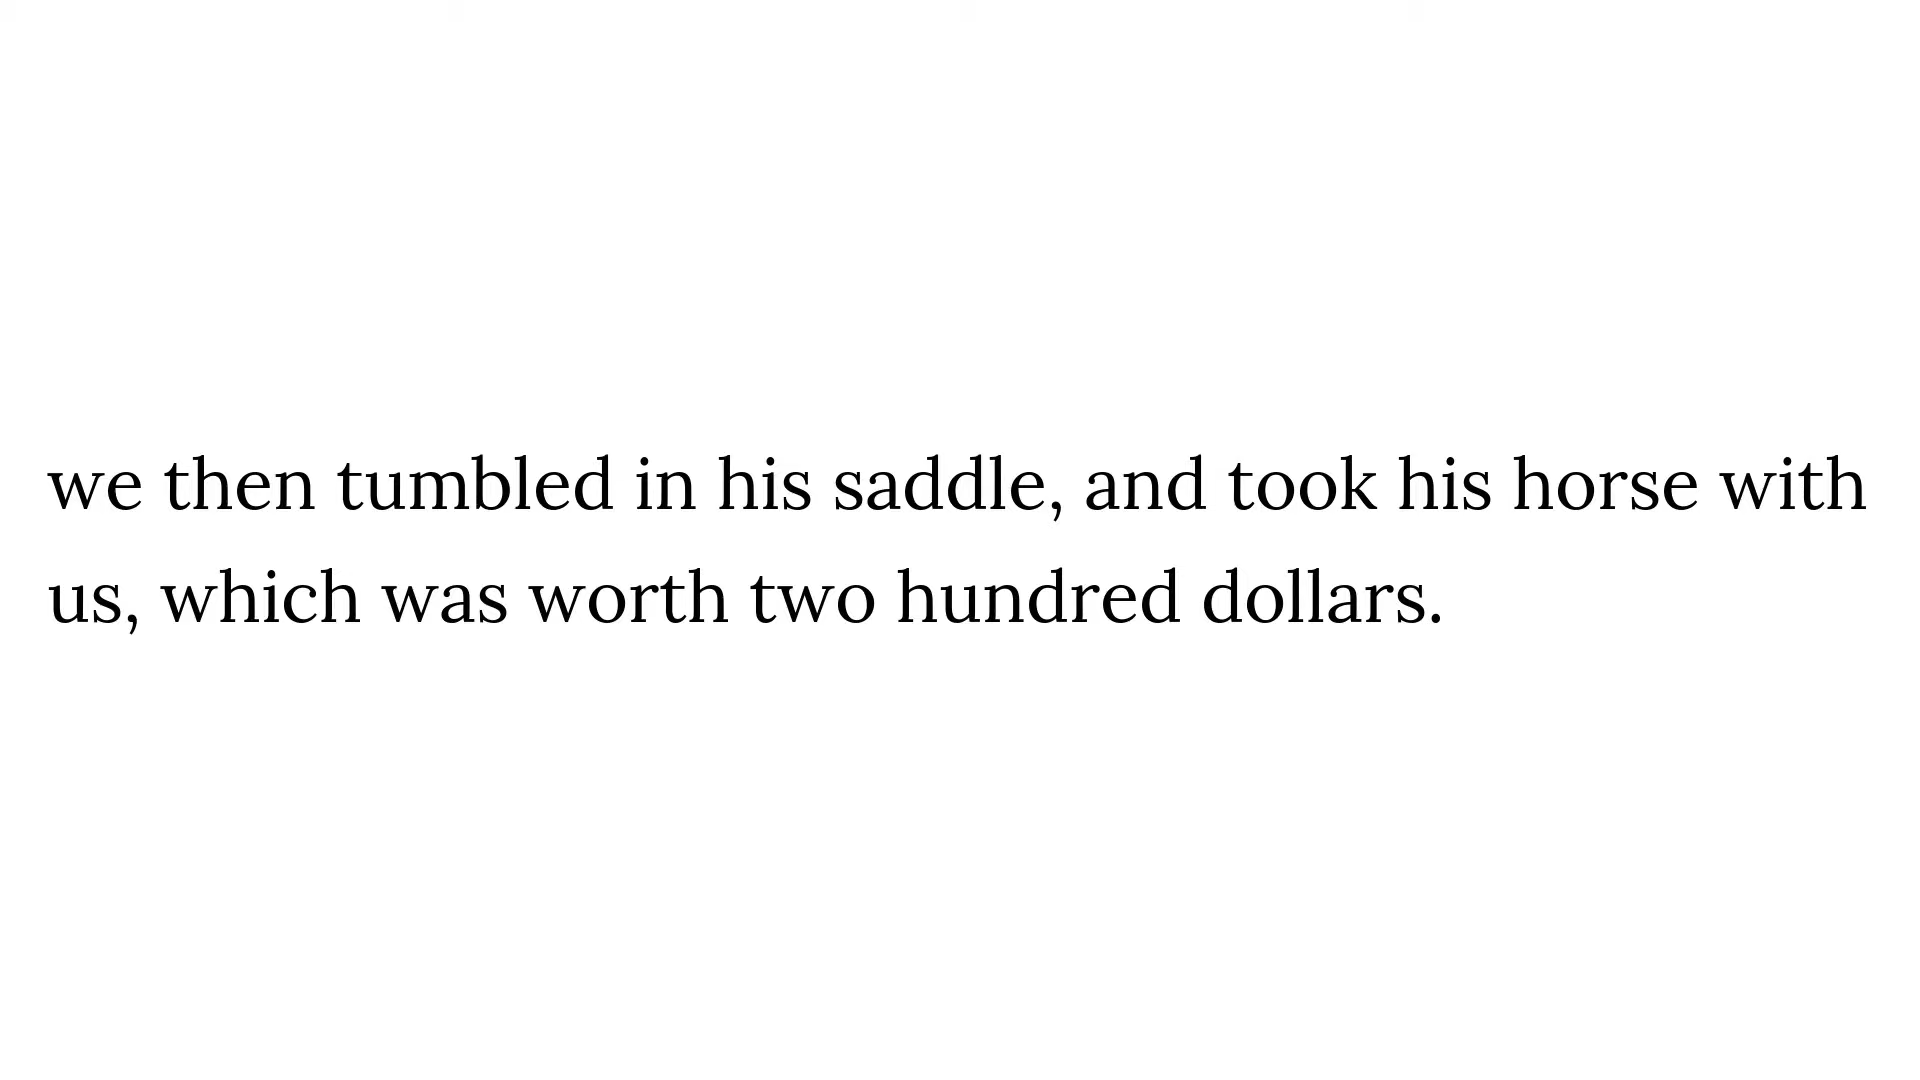 we then tumbled in his saddle, and took his horse with
us, which was worth two hundred dollars.